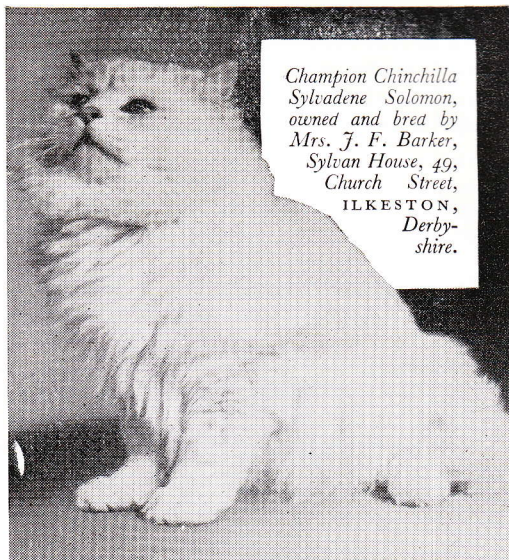 Champion Chinchilla
Sylvadene Solomon,
owned and bred by
Mrs. J. F. Barker,
Sylvan House, 49,
Church Street,
ILKESTON,
Derby-
shire.